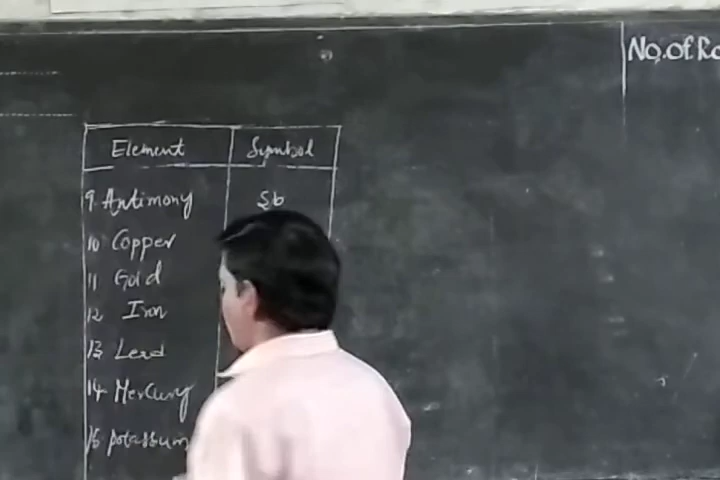 No. of Ro
Element Symbol
9. Antimony Sb
10 Copper
11 Gold
12 Iron
13 Lead
14 Mercury
15 potassium